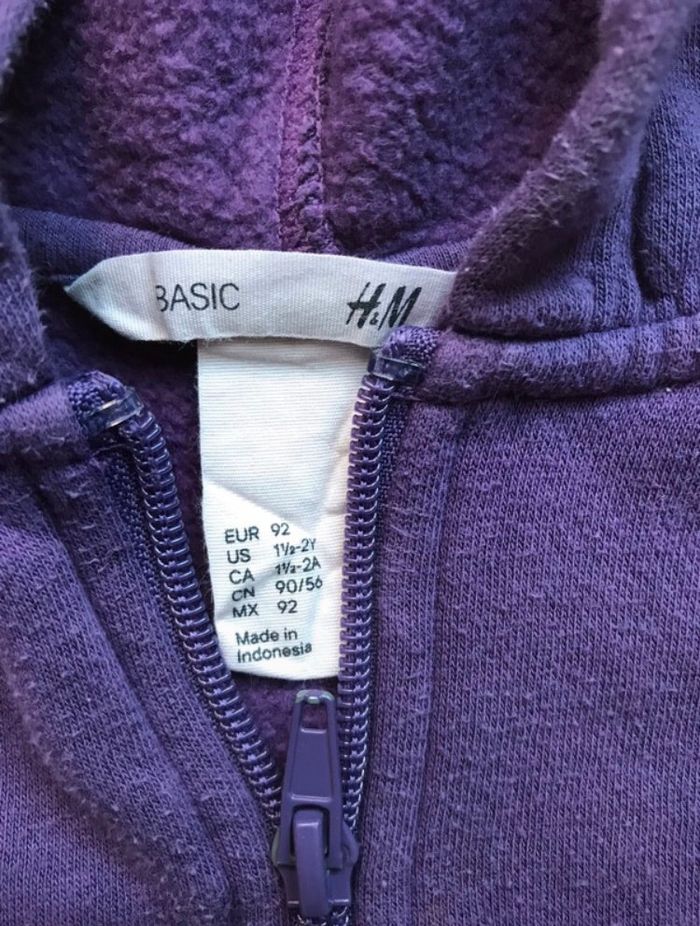 BASIC H&M
EUR 92
US 1½-2Y
CA 1½-2A
CN 90/56
MX 92
Made in
Indonesia